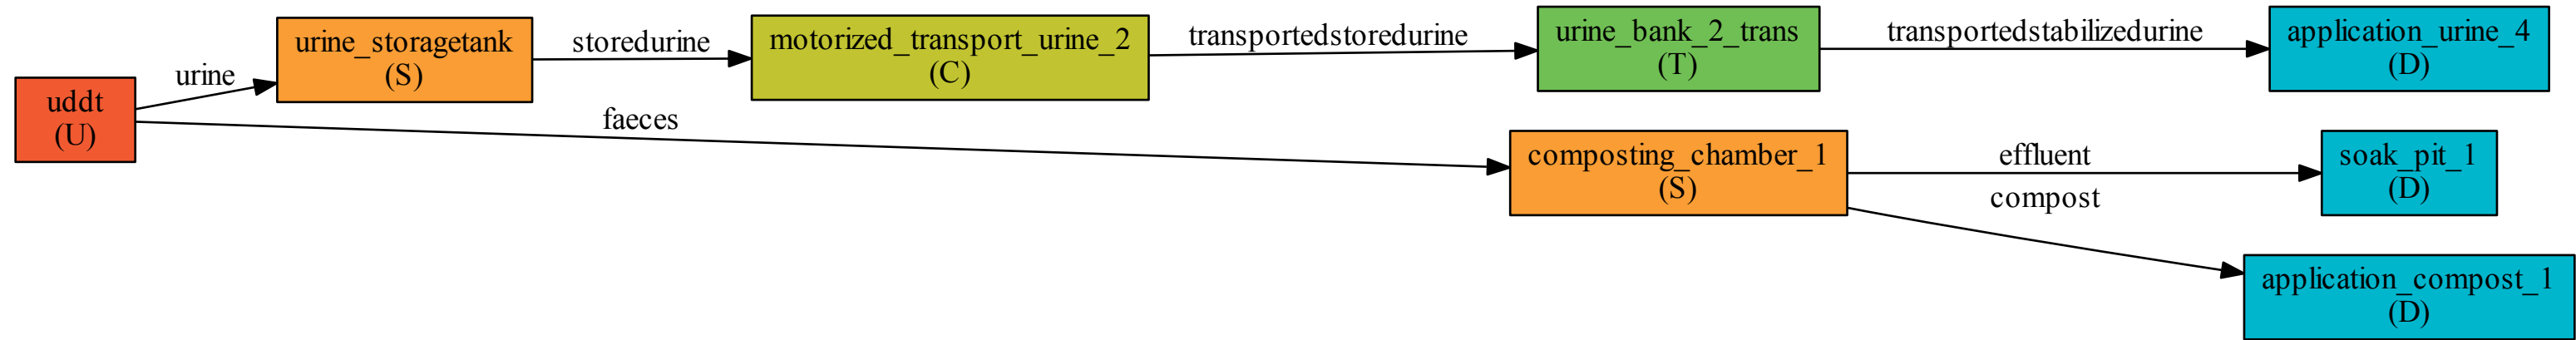 uddt
(U)
urine
urine_storagetank
(S)
storedurine
motorized_transport_urine_2
(C)
transportedstoredurine
urine_bank_2_trans
(T)
transportedstabilizedurine
application_urine_4
(D)
faeces
composting_chamber_1
(S)
effluent
soak_pit_1
(D)
compost
application_compost_1
(D)